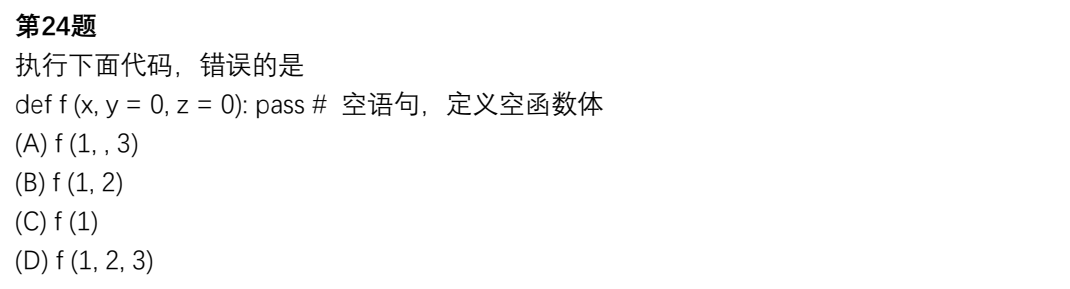 第24题
执行下面代码，错误的是
def f (x, y = 0, z = 0): pass # 空语句，定义空函数体
(A) f (1, , 3)
(B) f (1, 2)
(C) f (1)
(D) f (1, 2, 3)